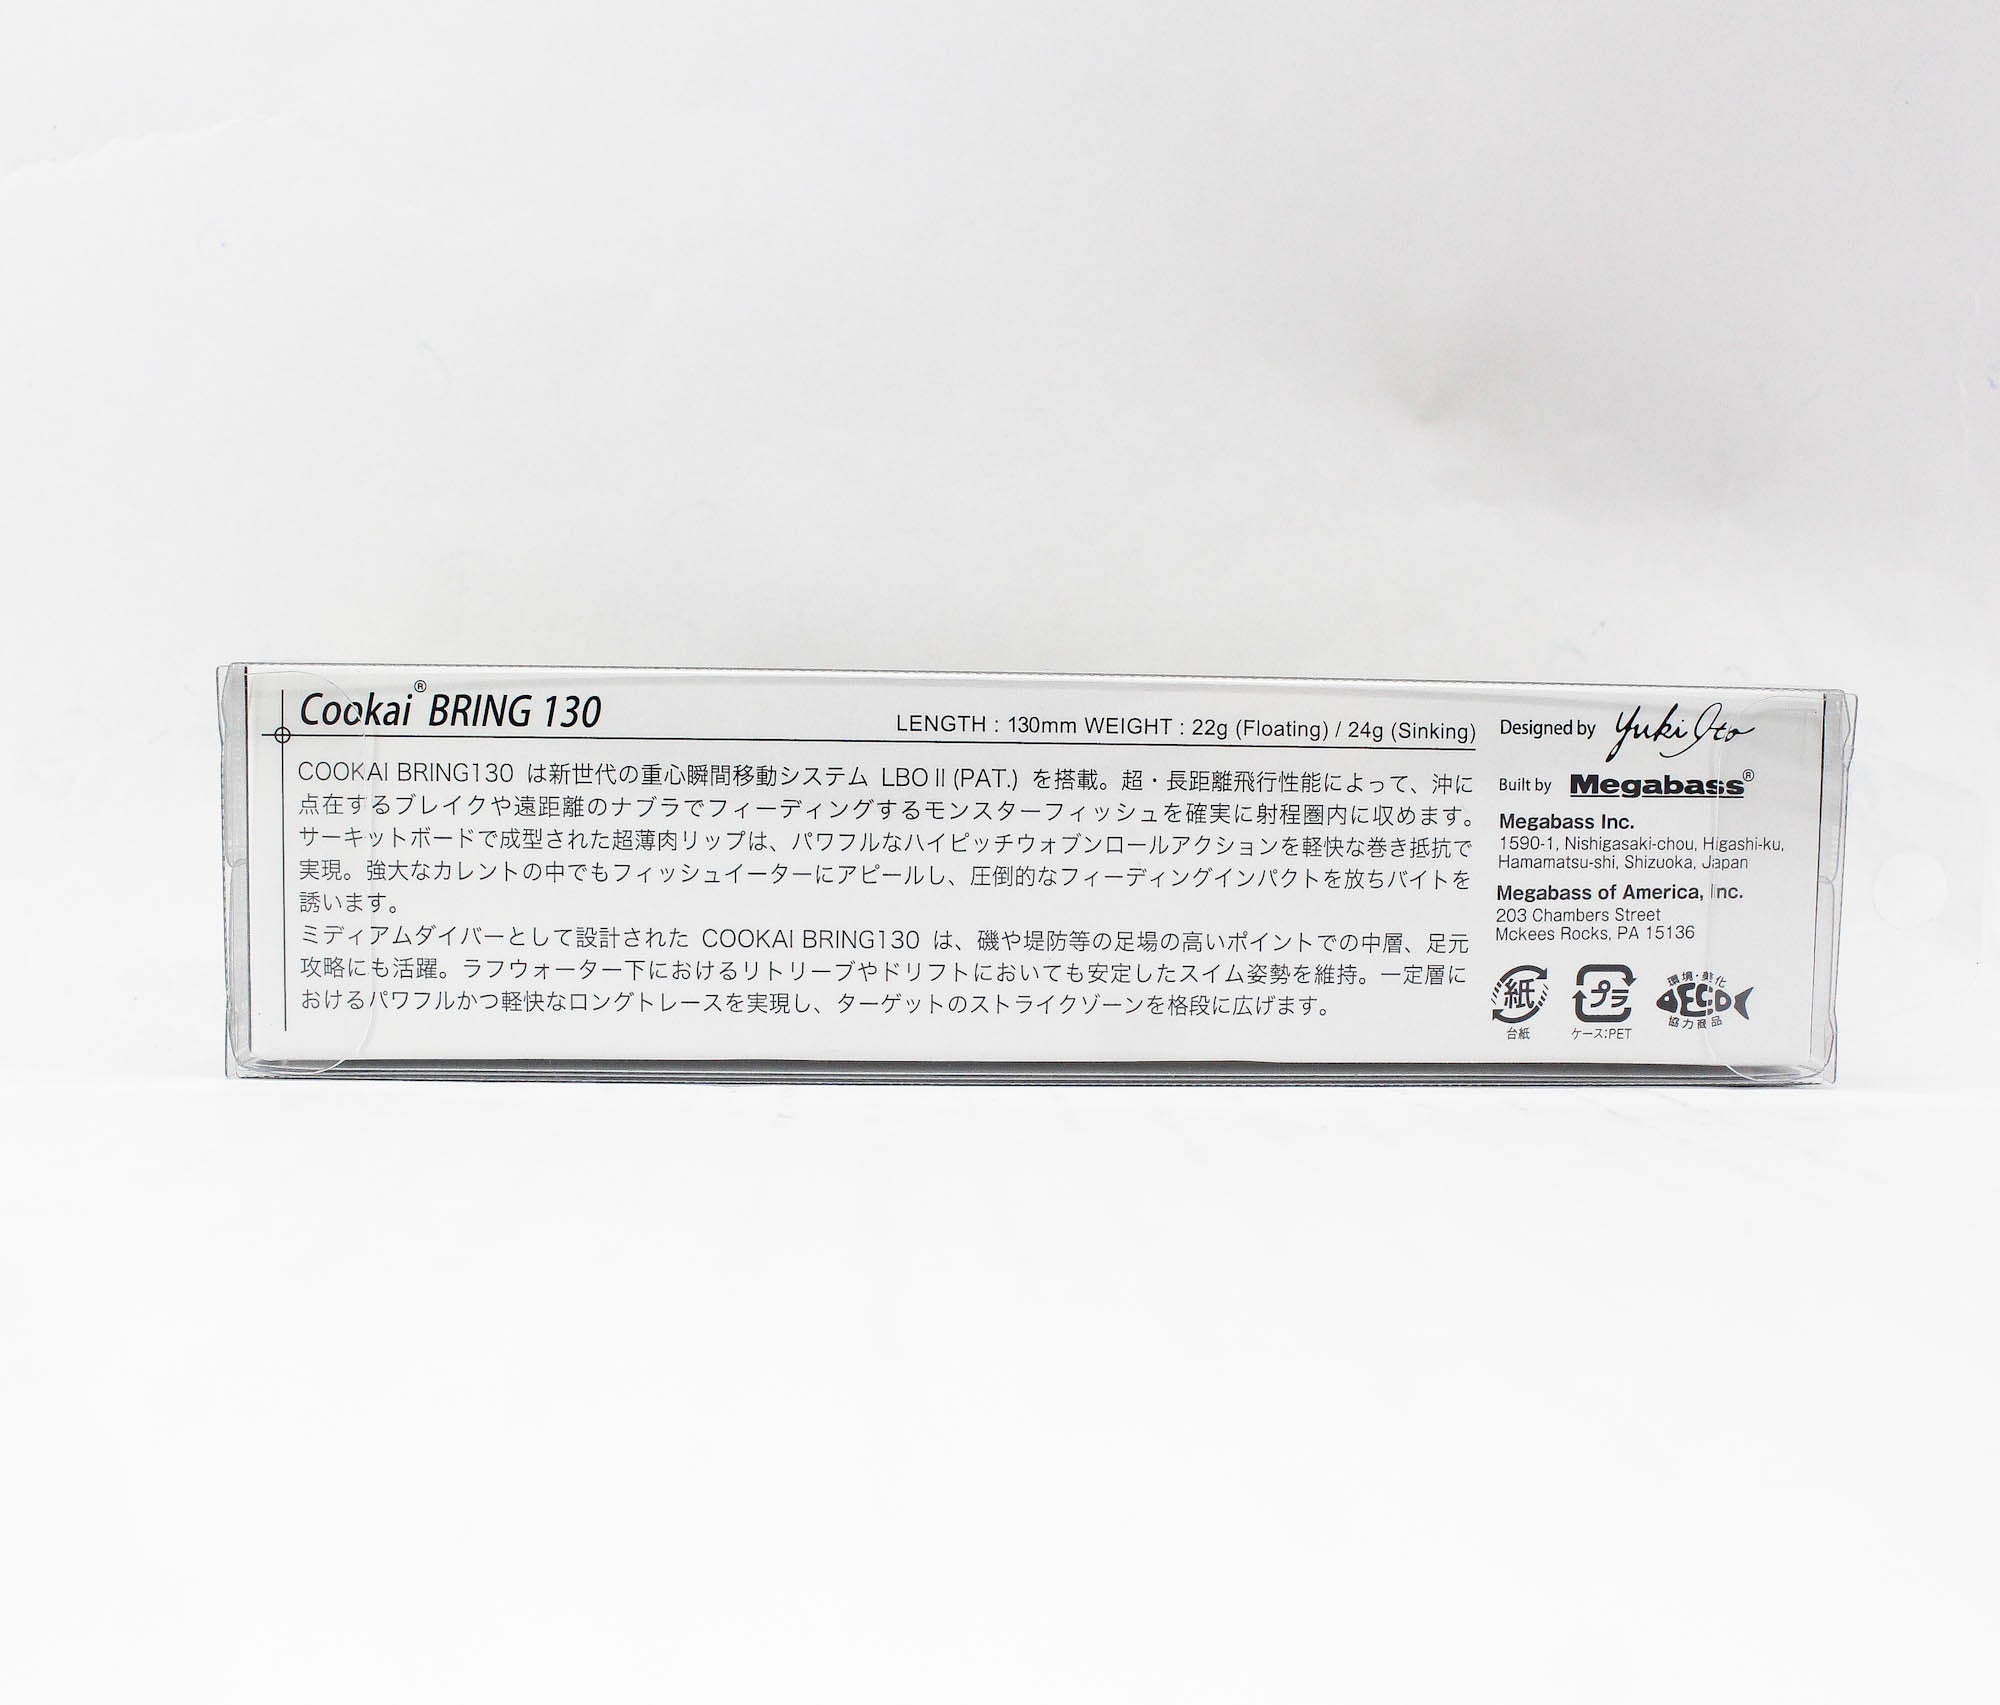 Cookai® BRING 130
LENGTH : 130mm WEIGHT : 22g (Floating) / 24g (Sinking)
COOKAI BRING130 は新世代の重心瞬間移動システム LBO II (PAT.) を搭載。超・長距離飛行性能によって、沖に
点在するブレイクや遠距離のナブラでフィーディングするモンスターフィッシュを確実に射程圏内に収めます。
サーキットボードで成型された超薄肉リップは、パワフルなハイピッチウォブンロールアクションを軽快な巻き抵抗で
実現。強大なカレントの中でもフィッシュイーターにアピールし、圧倒的なフィーディングインパクトを放ちバイトを
誘います。
ミディアムダイバーとして設計された COOKAI BRING130 は、磯や堤防等の足場の高いポイントでの中層、足元
攻略にも活躍。ラフウォーター下におけるリトリーブやドリフトにおいても安定したスイム姿勢を維持。一定層に
おけるパワフルかつ軽快なロングトレースを実現し、ターゲットのストライクゾーンを格段に広げます。
Designed by Yuki Ito
Built by Megabass®
Megabass Inc.
1590-1, Nishigasaki-chou, Higashi-ku,
Hamamatsu-shi, Shizuoka, Japan
Megabass of America, Inc.
203 Chambers Street
Mckees Rocks, PA 15136
紙
台紙
プラ
ケース:PET
環境・美化
ECO
協力商品